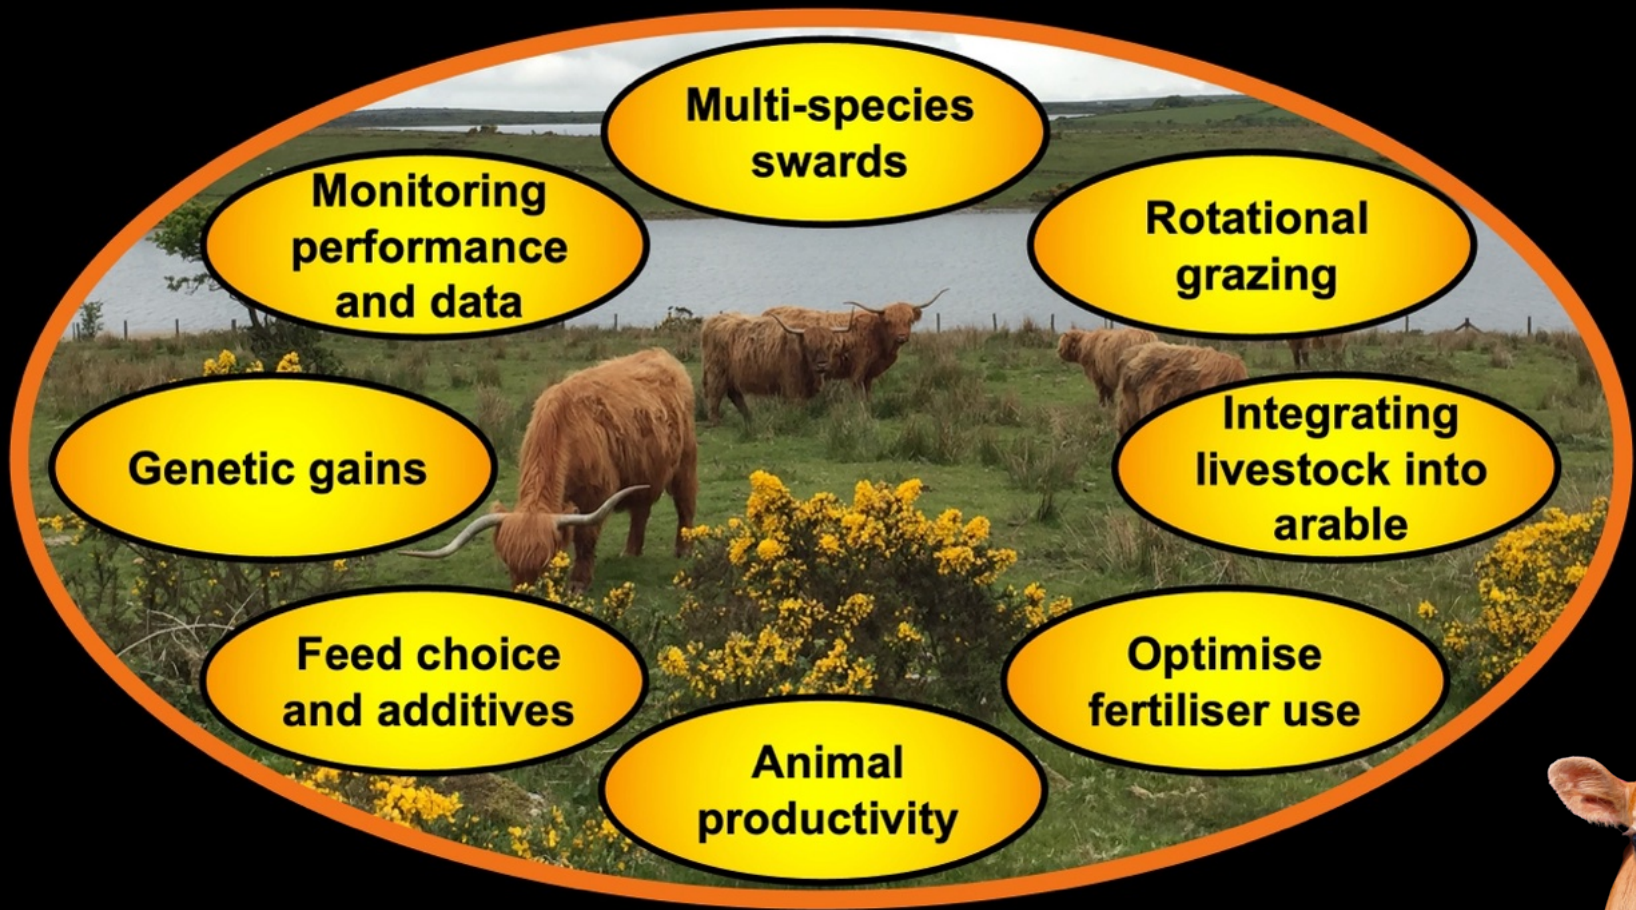 Multi-species
swards
Rotational
grazing
Integrating
livestock into
arable
Optimise
fertiliser use
Animal
productivity
Feed choice
and additives
Genetic gains
Monitoring
performance
and data